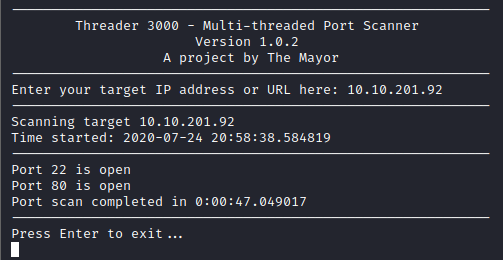 Threader 3000 - Multi-threaded Port Scanner
Version 1.0.2
A project by The Mayor
Enter your target IP address or URL here: 10.10.201.92
Scanning target 10.10.201.92
Time started: 2020-07-24 20:58:38.584819
Port 22 is open
Port 80 is open
Port scan completed in 0:00:47.049017
Press Enter to exit...